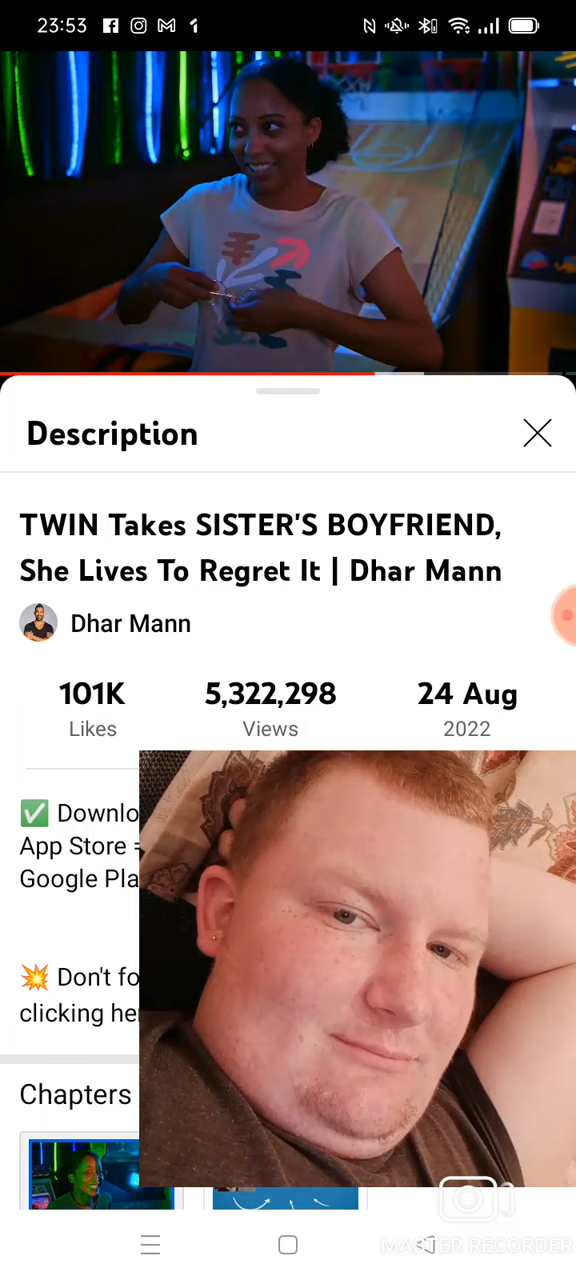 23:53
Description
TWIN Takes SISTER'S BOYFRIEND,
She Lives To Regret It | Dhar Mann
Dhar Mann
101K
5,322,298
24 Aug
Likes
Views
2022
✅ Downlo
App Store =
Google Pla
💥 Don't fo
clicking he
Chapters
MASTER RECORDER